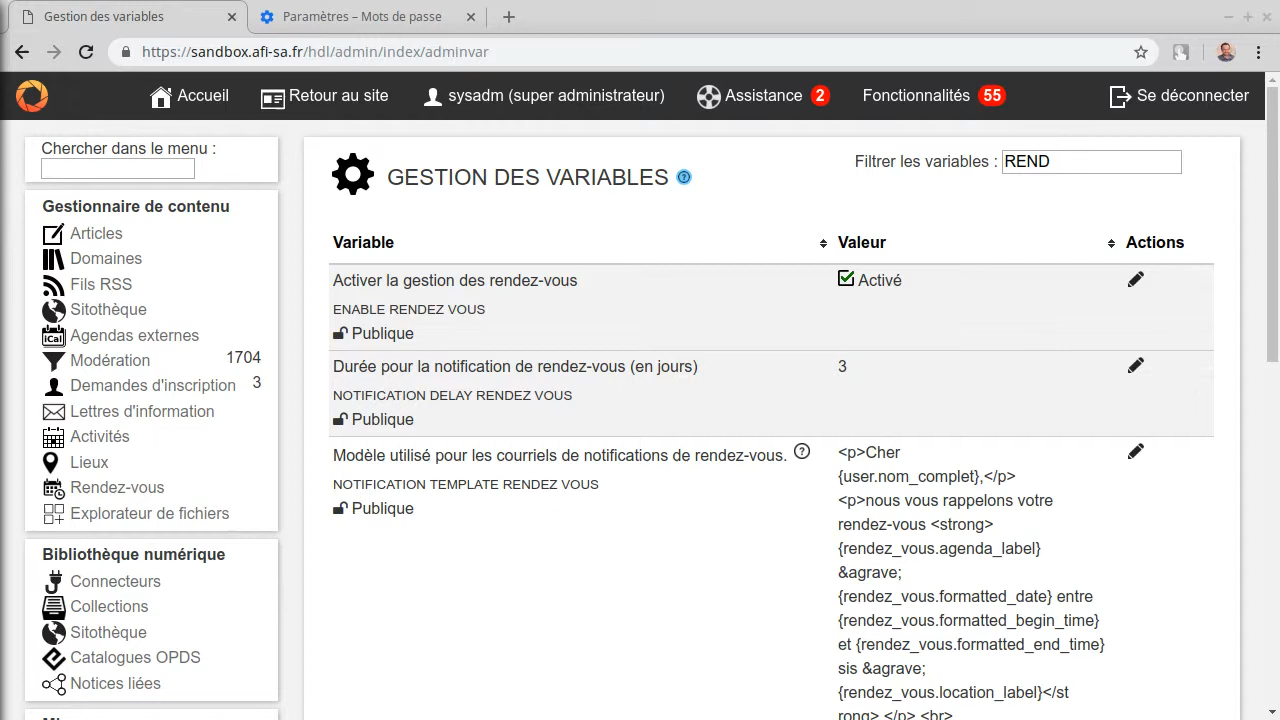 Gestion des variables
Paramètres – Mots de passe
https://sandbox.afi-sa.fr/hdl/admin/index/adminvar
Accueil
Retour au site
sysadm (super administrateur)
Assistance 2
Fonctionnalités 55
Se déconnecter
Chercher dans le menu :
Gestionnaire de contenu
Articles
Domaines
Fils RSS
Sitothèque
iCal Agendas externes
Modération 1704
Demandes d'inscription 3
Lettres d'information
Activités
Lieux
Rendez-vous
Explorateur de fichiers
Bibliothèque numérique
Connecteurs
Collections
Sitothèque
Catalogues OPDS
Notices liées
GESTION DES VARIABLES ?
Filtrer les variables : REND
Variable Valeur Actions
Activer la gestion des rendez-vous
ENABLE RENDEZ VOUS
Publique
Activé
Durée pour la notification de rendez-vous (en jours)
NOTIFICATION DELAY RENDEZ VOUS
Publique
3
Modèle utilisé pour les courriels de notifications de rendez-vous. ?
NOTIFICATION TEMPLATE RENDEZ VOUS
Publique
<p>Cher
{user.nom_complet},</p>
<p>nous vous rappelons votre
rendez-vous <strong>
{rendez_vous.agenda_label}
&agrave;
{rendez_vous.formatted_date} entre
{rendez_vous.formatted_begin_time}
et {rendez_vous.formatted_end_time}
sis &agrave;
{rendez_vous.location_label}</st
rong>.</p> <br>